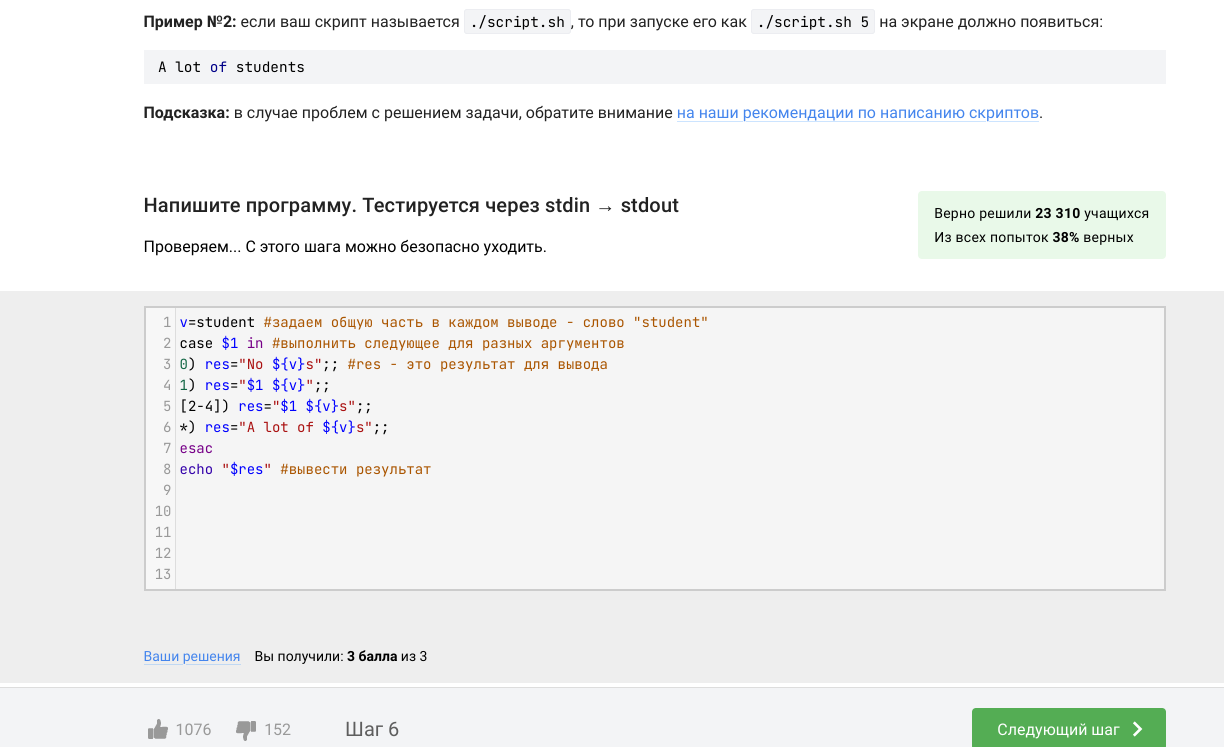 Пример №2: если ваш скрипт называется ./script.sh, то при запуске его как ./script.sh 5 на экране должно появиться:
A lot of students
Подсказка: в случае проблем с решением задачи, обратите внимание на наши рекомендации по написанию скриптов.
Напишите программу. Тестируется через stdin → stdout
Верно решили 23 310 учащихся
Из всех попыток 38% верных
Проверяем... С этого шага можно безопасно уходить.
1 v=student #задаем общую часть в каждом выводе - слово "student"
2 case $1 in #выполнить следующее для разных аргументов
3 0) res="No ${v}s";; #res - это результат для вывода
4 1) res="$1 ${v}";;
5 [2-4]) res="$1 ${v}s";;
6 *) res="A lot of ${v}s";;
7 esac
8 echo "$res" #вывести результат
9
10
11
12
13
Ваши решения Вы получили: 3 балла из 3
1076 152 Шаг 6 Следующий шаг